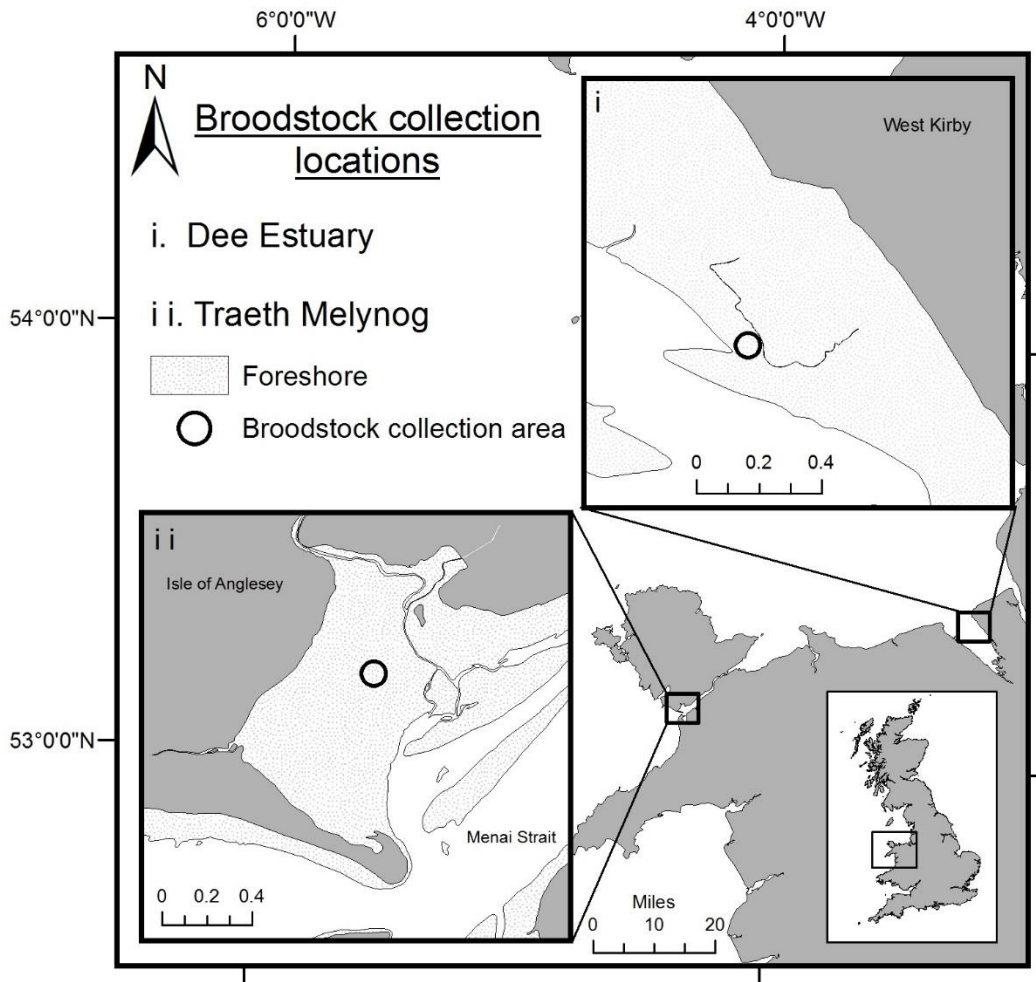 6°0'0"W
4°0'0"W
N
Broodstock collection
locations
i. Dee Estuary
ii. Traeth Melynog
Foreshore
Broodstock collection area
54°0'0"N
53°0'0"N
i
West Kirby
0 0.2 0.4
ii
Isle of Anglesey
Menai Strait
0 0.2 0.4
Miles
0 10 20